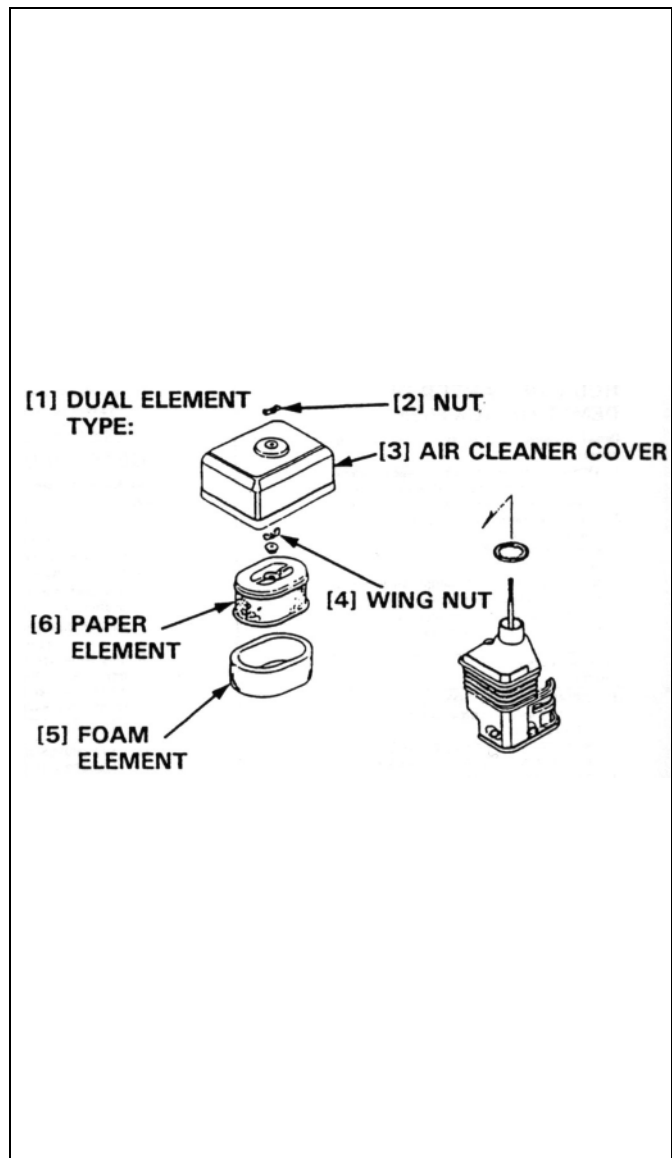 [1] DUAL ELEMENT
TYPE:
[2] NUT
[3] AIR CLEANER COVER
[4] WING NUT
[6] PAPER
ELEMENT
[5] FOAM
ELEMENT